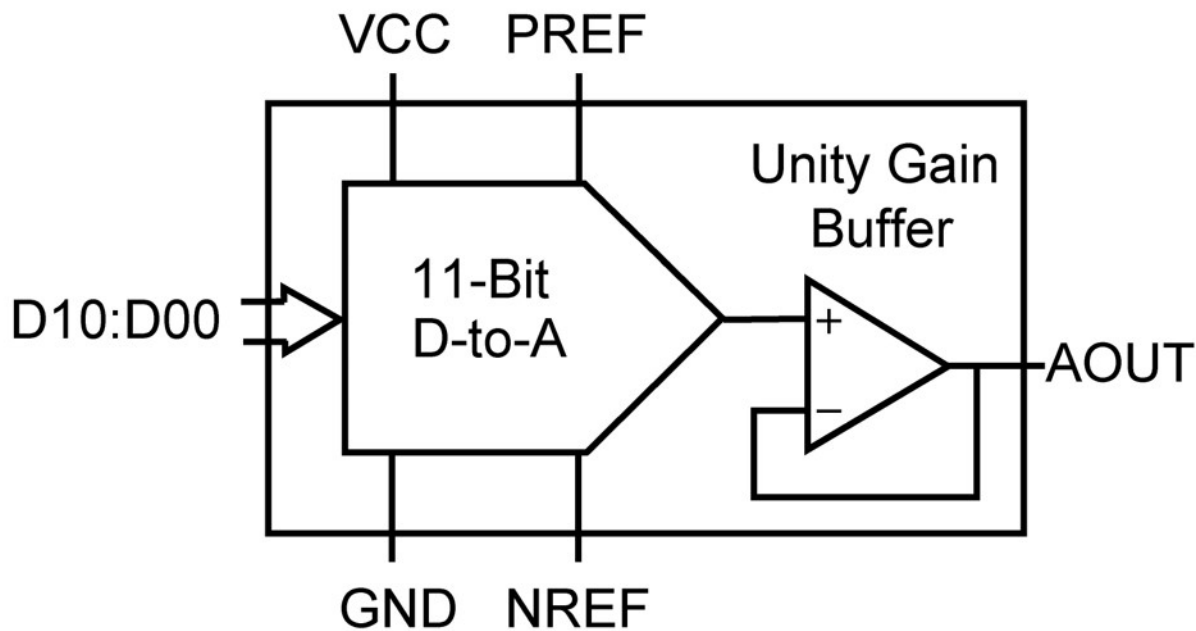 VCC PREF
Unity Gain
Buffer
11-Bit
D-to-A
D10:D00
+
−
AOUT
GND NREF